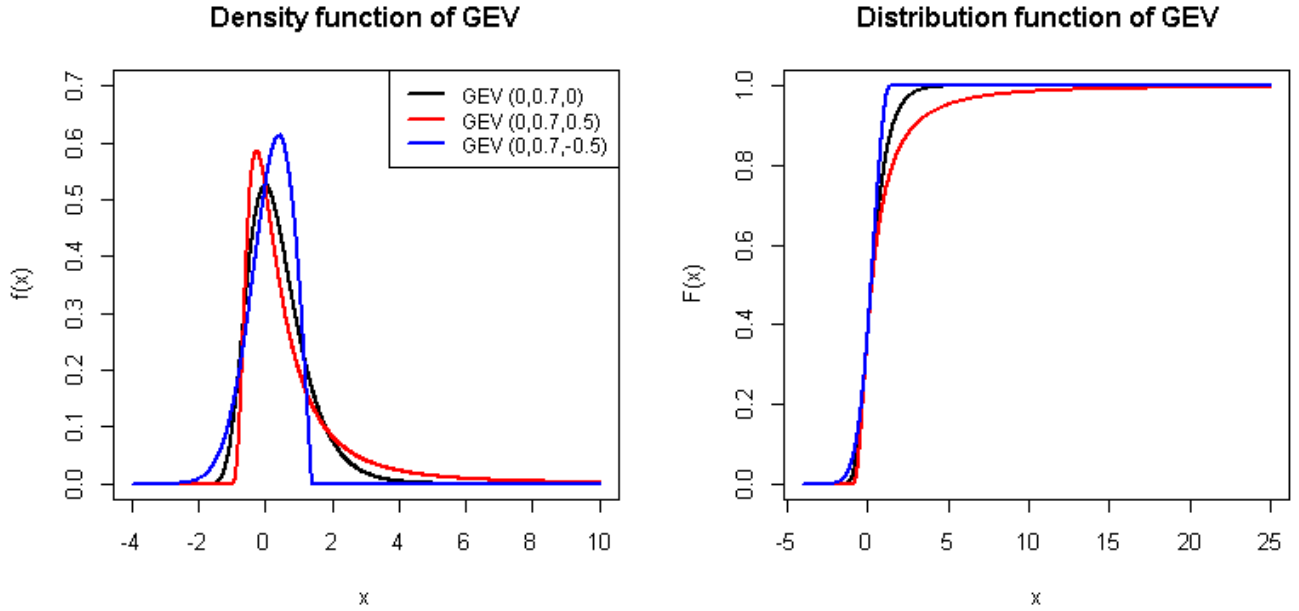 Density function of GEV
0.7
0.6
0.5
0.4
0.3
0.2
0.1
0.0
f(x)
GEV (0,0.7,0)
GEV (0,0.7,0.5)
GEV (0,0.7,-0.5)
-4 -2 0 2 4 6 8 10
x
Distribution function of GEV
1.0
0.8
0.6
0.4
0.2
0.0
F(x)
-5 0 5 10 15 20 25
x